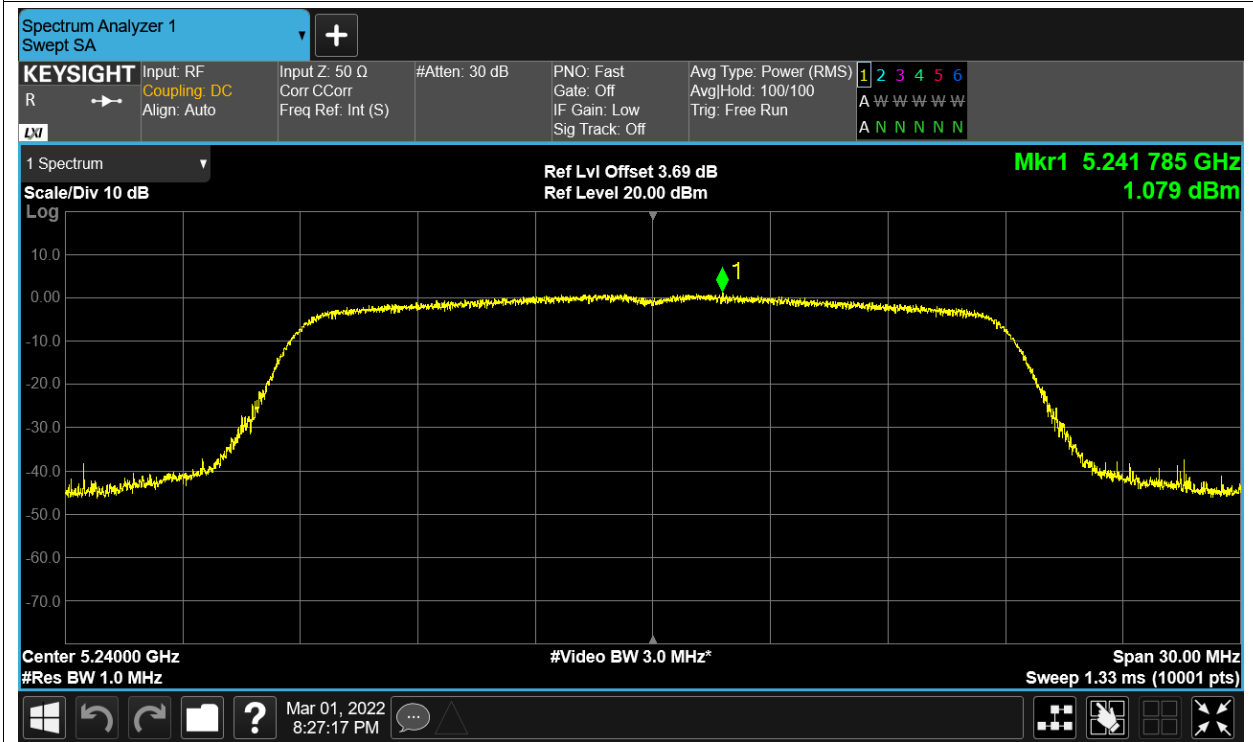 Spectrum Analyzer 1
Swept SA
+
KEYSIGHT
R
LXI
Input: RF
Coupling: DC
Align: Auto
Input Z: 50 Ω
Corr CCorr
Freq Ref: Int (S)
#Atten: 30 dB
PNO: Fast
Gate: Off
IF Gain: Low
Sig Track: Off
Avg Type: Power (RMS)
Avg|Hold: 100/100
Trig: Free Run
1 2 3 4 5 6
A W W W W W
A N N N N N
1 Spectrum
Scale/Div 10 dB
Log
Ref Lvl Offset 3.69 dB
Ref Level 20.00 dBm
Mkr1 5.241 785 GHz
1.079 dBm
1
10.0
0.00
-10.0
-20.0
-30.0
-40.0
-50.0
-60.0
-70.0
Center 5.24000 GHz
#Res BW 1.0 MHz
#Video BW 3.0 MHz*
Span 30.00 MHz
Sweep 1.33 ms (10001 pts)
?
Mar 01, 2022
8:27:17 PM